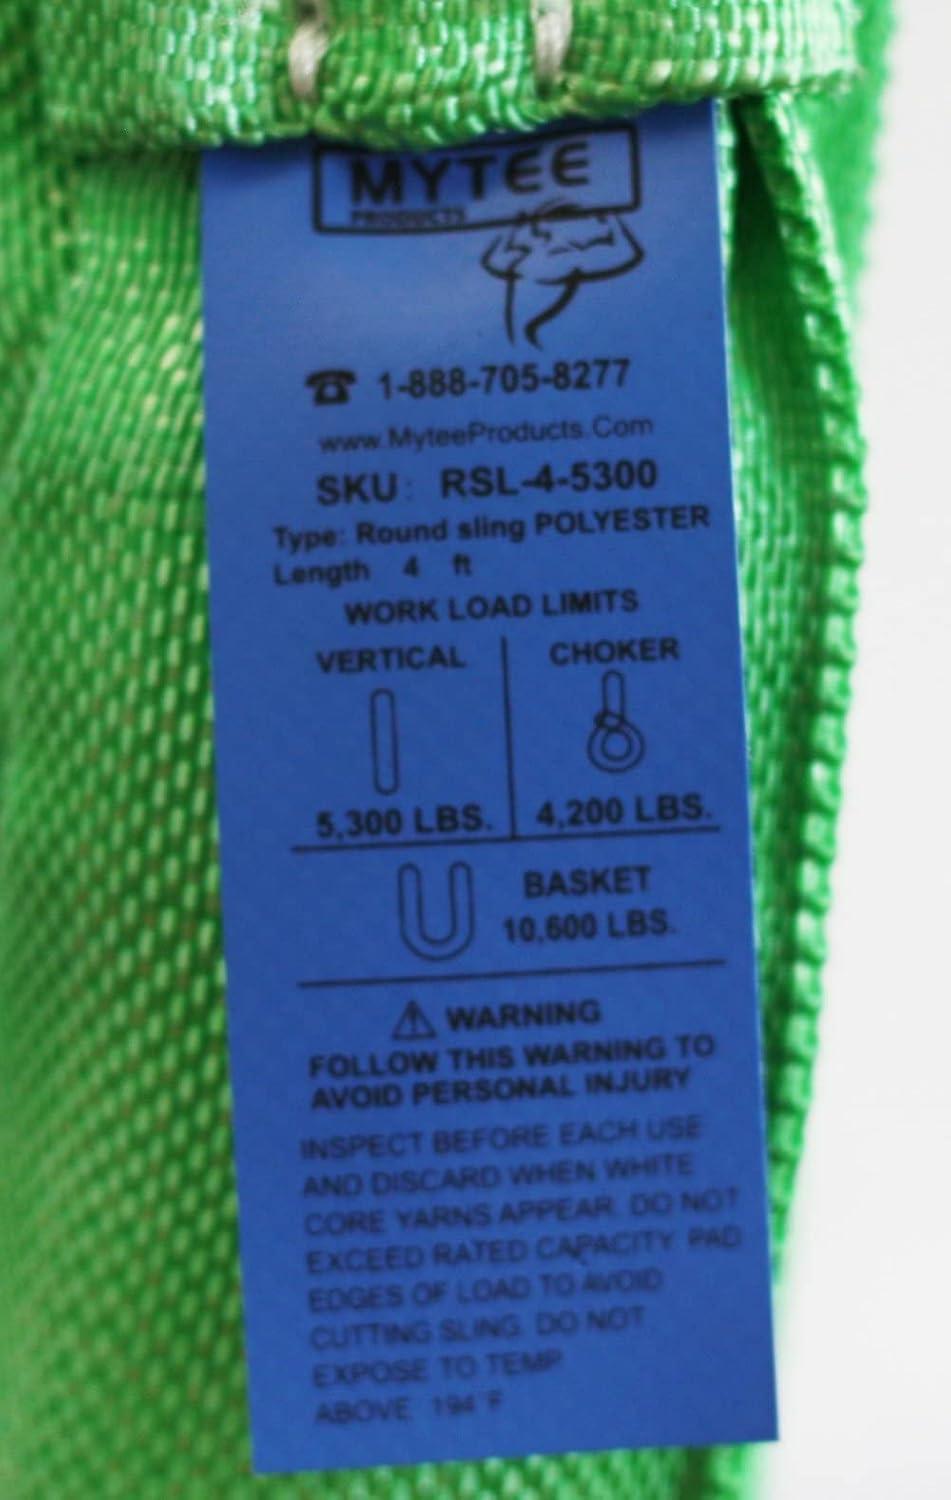 MYTEE
PRODUCTS
1-888-705-8277
www.MyteeProducts.Com
SKU: RSL-4-5300
Type: Round sling POLYESTER
Length 4 ft
WORK LOAD LIMITS
VERTICAL
5,300 LBS.
CHOKER
4,200 LBS.
BASKET
10,600 LBS.
WARNING
FOLLOW THIS WARNING TO
AVOID PERSONAL INJURY
INSPECT BEFORE EACH USE
AND DISCARD WHEN WHITE
CORE YARNS APPEAR. DO NOT
EXCEED RATED CAPACITY PAD
EDGES OF LOAD TO AVOID
CUTTING SLING. DO NOT
EXPOSE TO TEMP
ABOVE 194°F